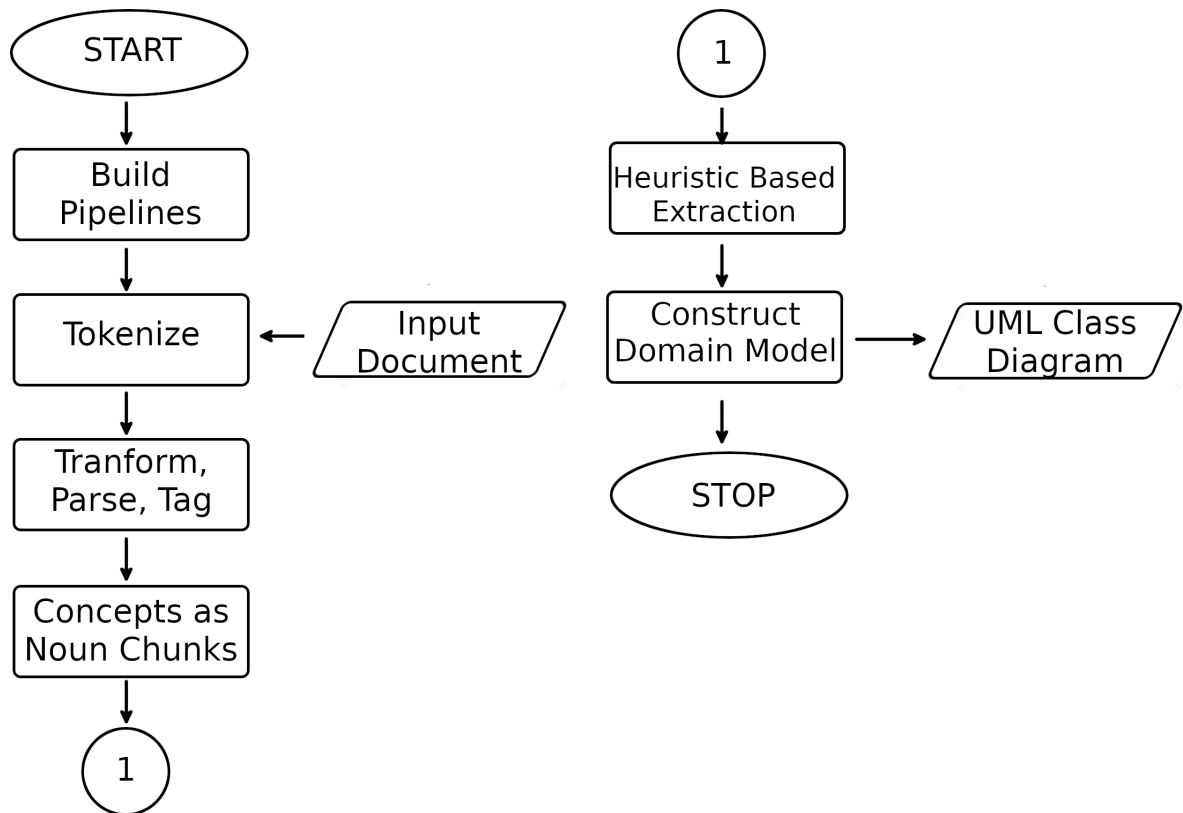 START
Build
Pipelines
Tokenize
Input
Document
Tranform,
Parse, Tag
Concepts as
Noun Chunks
1
1
Heuristic Based
Extraction
Construct
Domain Model
UML Class
Diagram
STOP